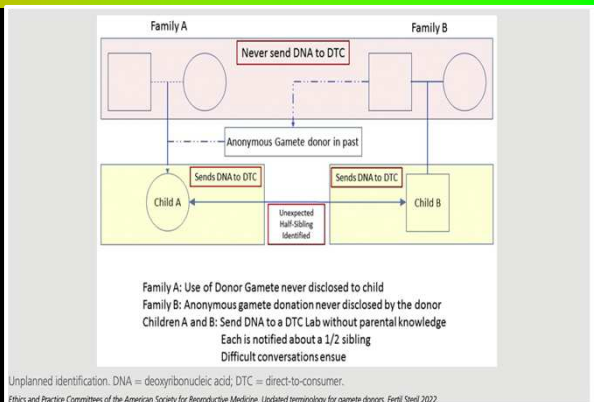 Family A
Family B
Never send DNA to DTC
Anonymous Gamete donor in past
Sends DNA to DTC
Sends DNA to DTC
Child A
Child B
Unexpected
Half-Sibling
Identified
Family A: Use of Donor Gamete never disclosed to child
Family B: Anonymous gamete donation never disclosed by the donor
Children A and B: Send DNA to a DTC Lab without parental knowledge
Each is notified about a 1/2 sibling
Difficult conversations ensue
Unplanned identification. DNA = deoxyribonucleic acid; DTC = direct-to-consumer.
Ethics and Practice Committees of the American Society for Reproductive Medicine. Updated terminology for gamete donors. Fertil Steril 2022.